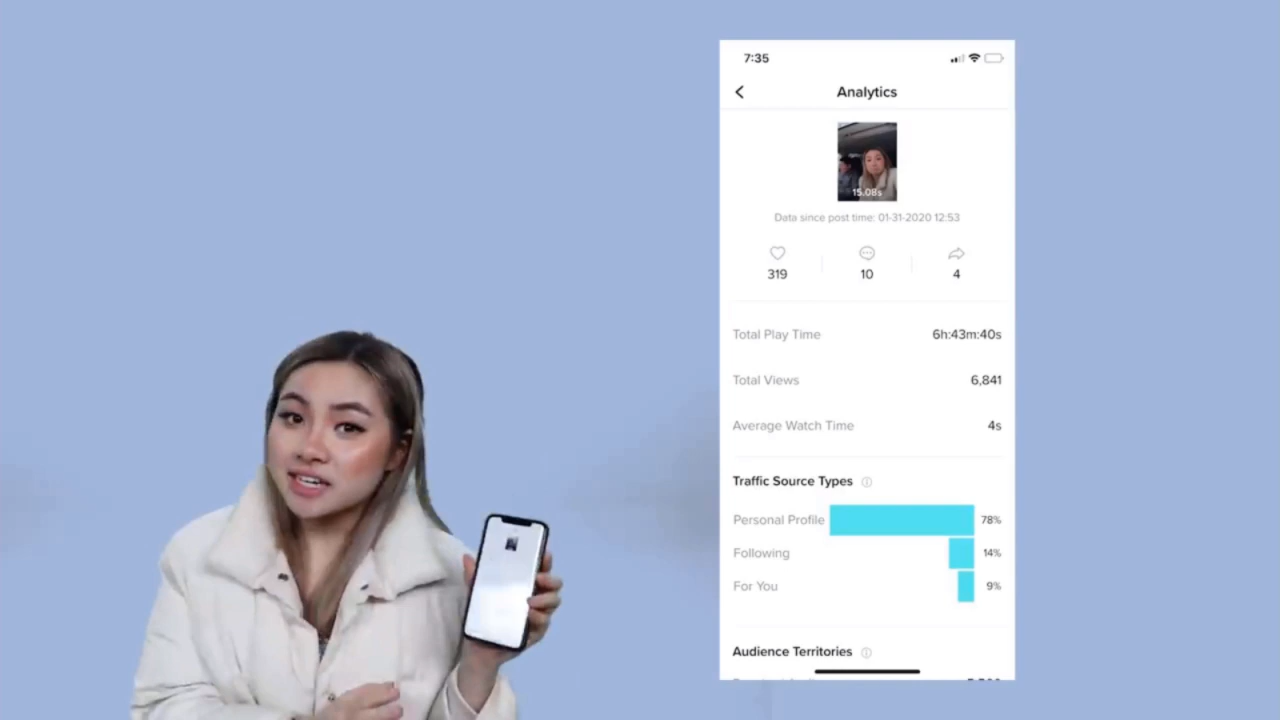 7:35
Analytics
15.08s
Data since post time: 01-31-2020 12:53
319 10 4
Total Play Time 6h:43m:40s
Total Views 6,841
Average Watch Time 4s
Traffic Source Types
Personal Profile 78%
Following 14%
For You 9%
Audience Territories